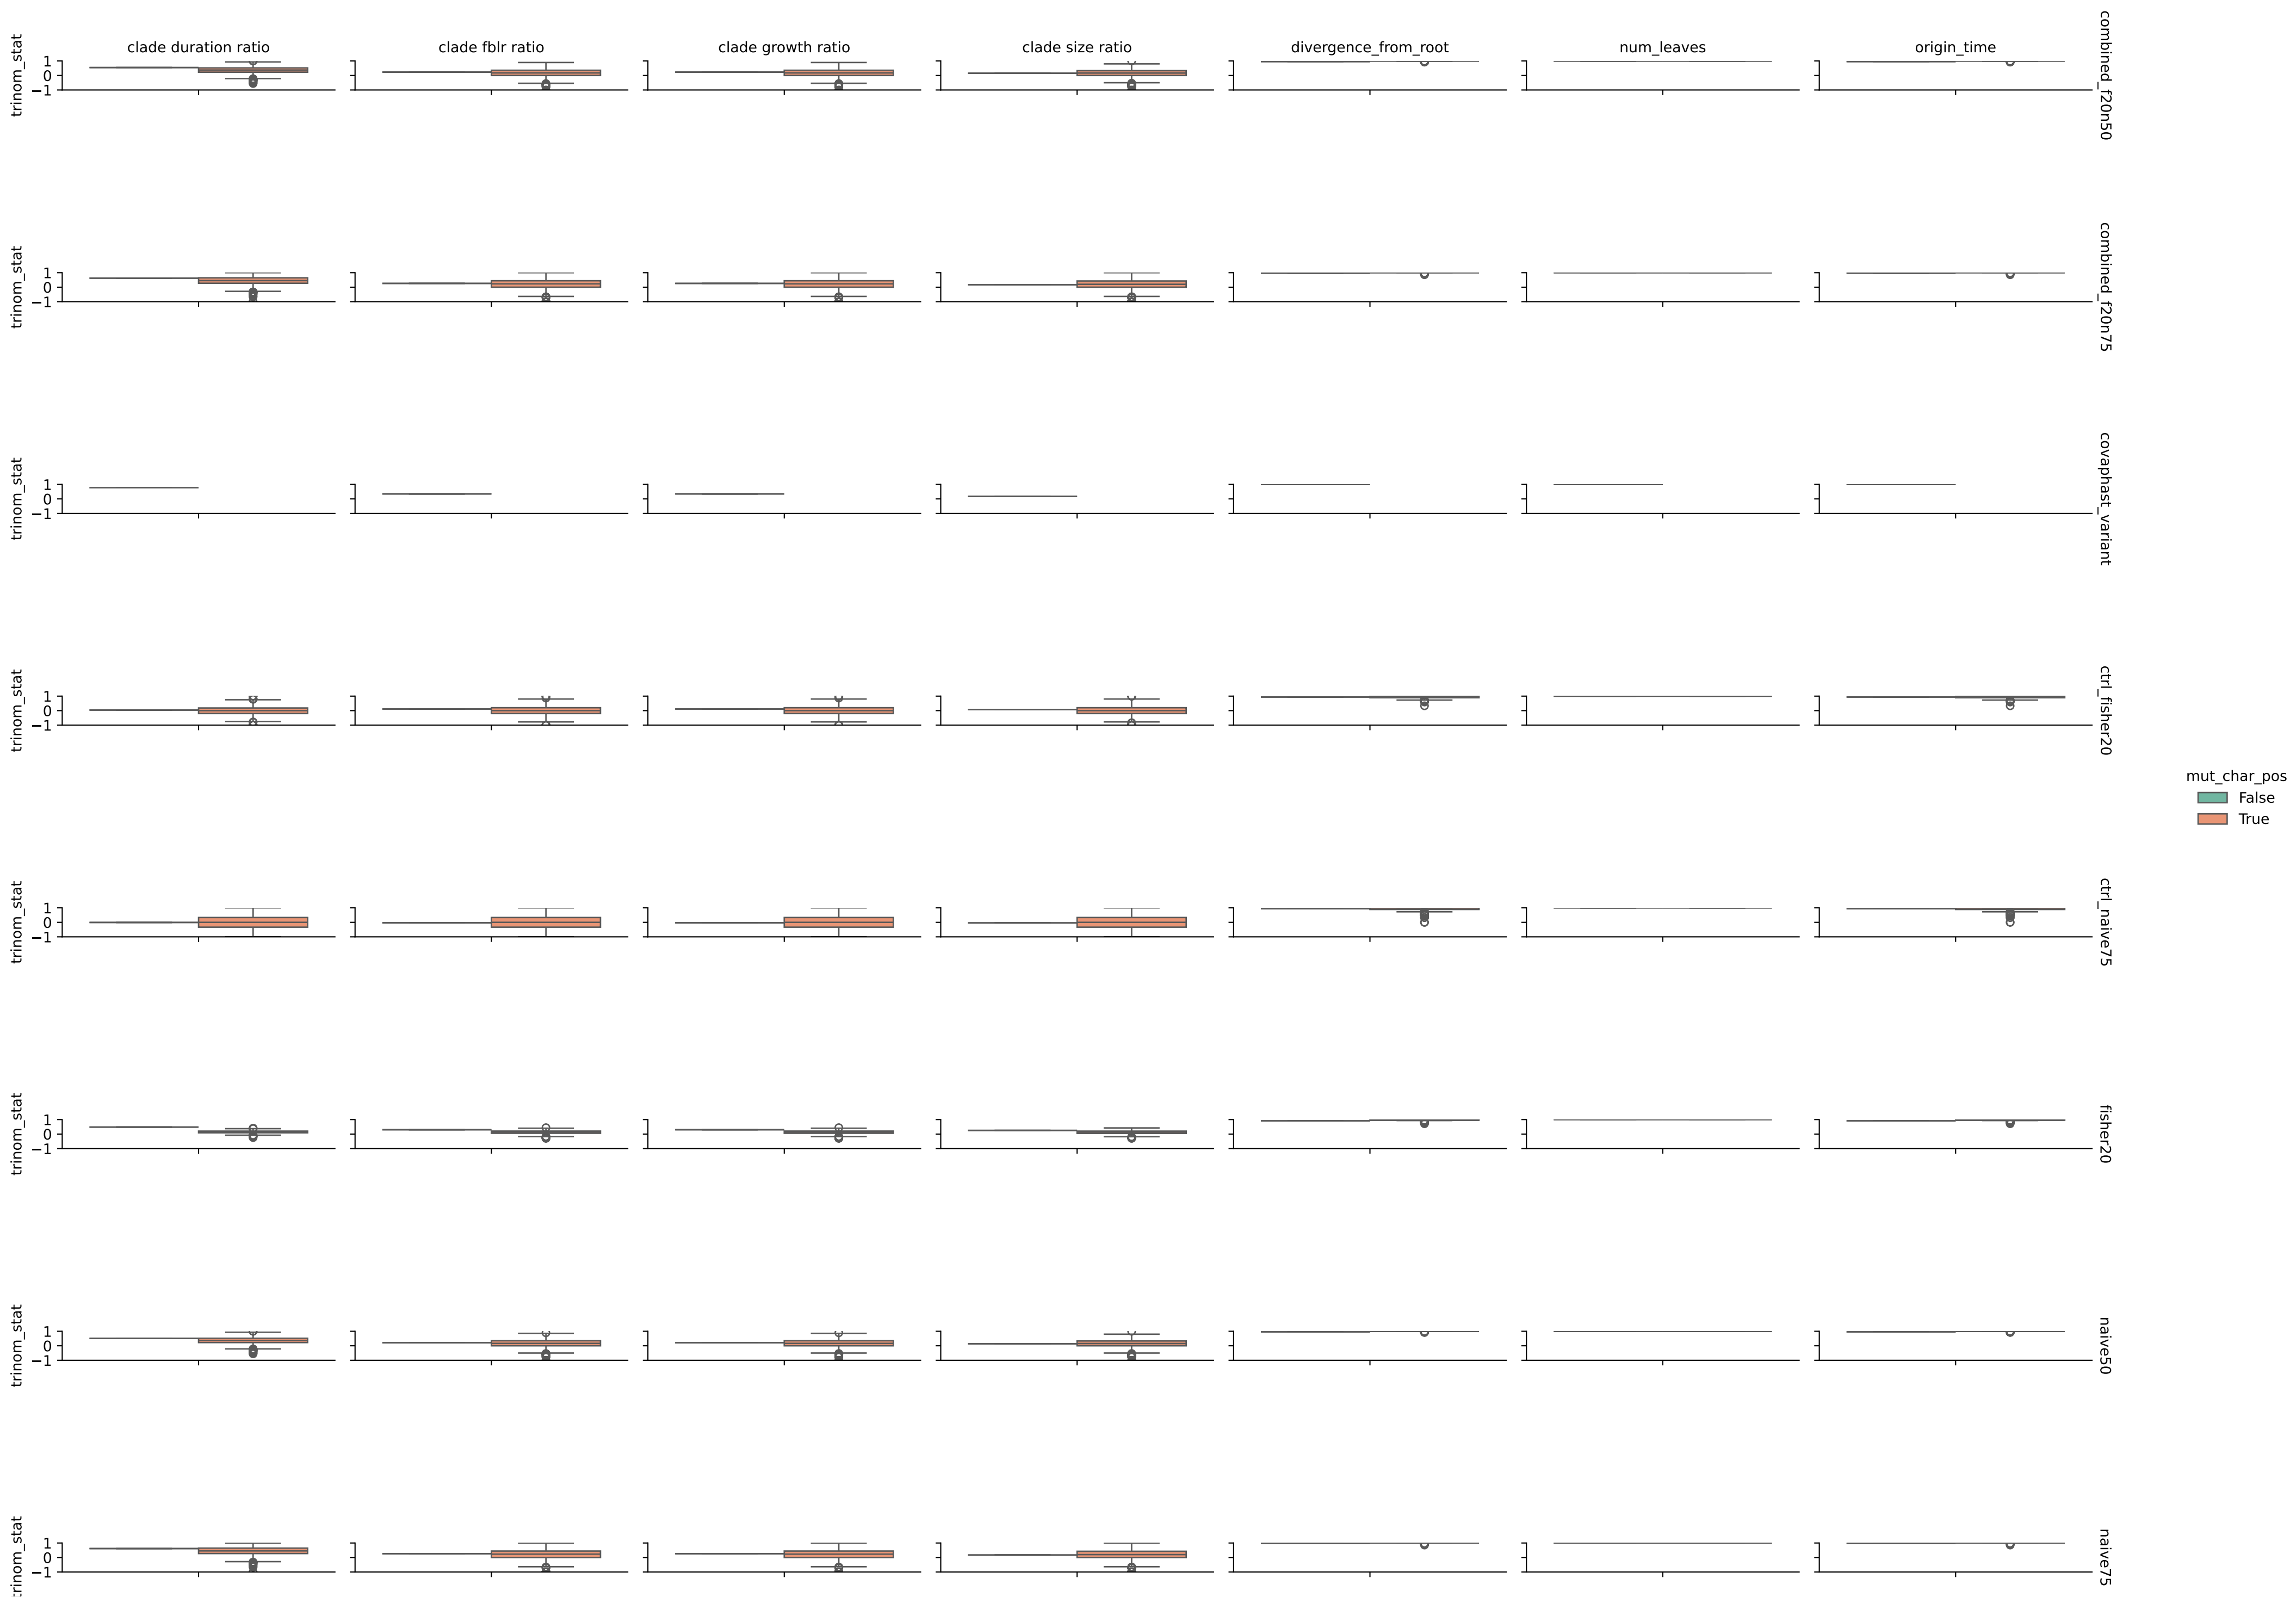 clade duration ratio
clade fblr ratio
clade growth ratio
clade size ratio
divergence_from_root
num_leaves
origin_time
trinom_stat
1
0
−1
combined_f20n50
trinom_stat
1
0
−1
combined_f20n75
trinom_stat
1
0
−1
covaphast_variant
trinom_stat
1
0
−1
ctrl_fisher20
mut_char_pos
False
True
trinom_stat
1
0
−1
ctrl_naive75
trinom_stat
1
0
−1
fisher20
trinom_stat
1
0
−1
naive50
trinom_stat
1
0
−1
naive75